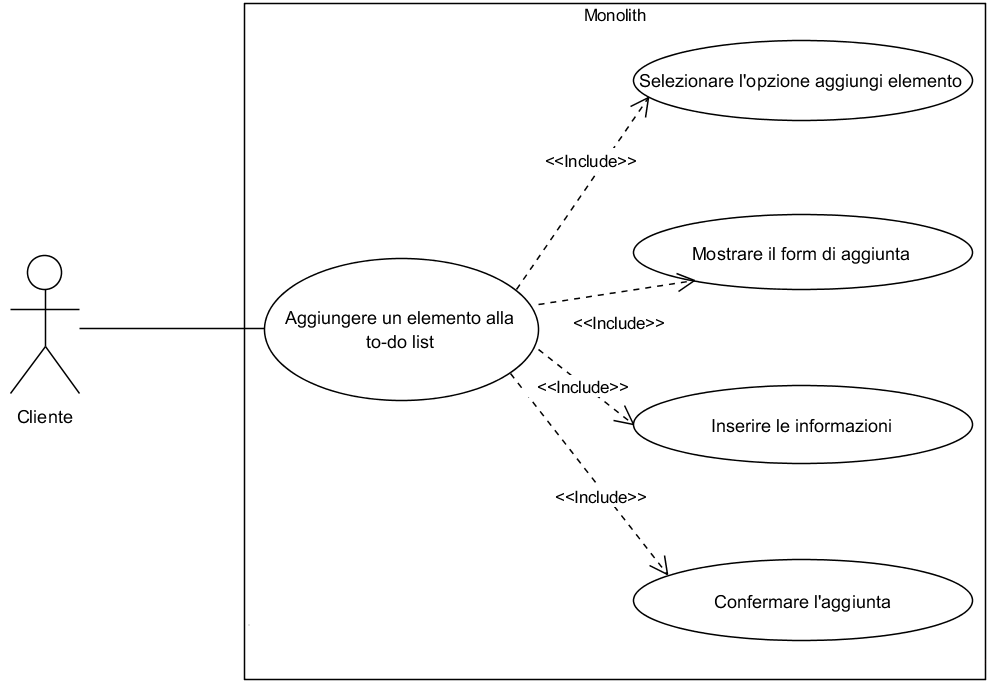 Monolith
Selezionare l'opzione aggiungi elemento
<<Include>>
Mostrare il form di aggiunta
<<Include>>
Aggiungere un elemento alla
to-do list
<<Include>>
Inserire le informazioni
Cliente
<<Include>>
Confermare l'aggiunta